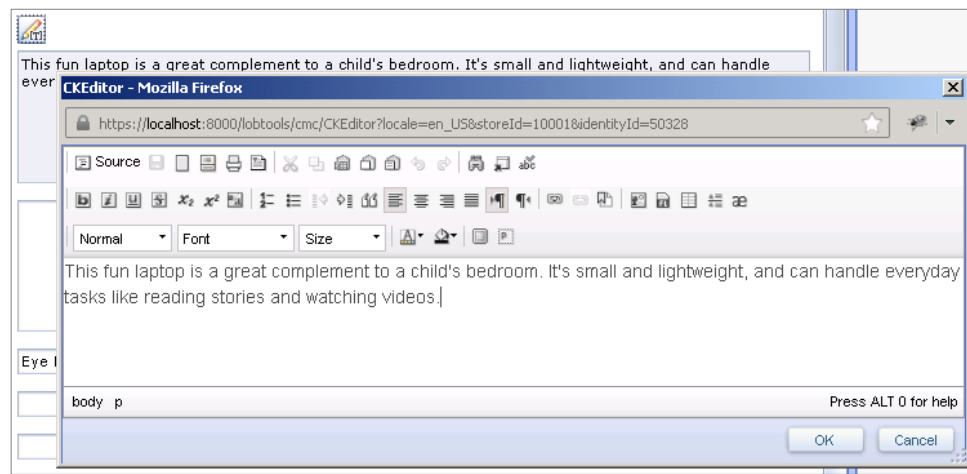 This fun laptop is a great complement to a child's bedroom. It's small and lightweight, and can handle
ever
CKEditor - Mozilla Firefox
https://localhost:8000/lobtools/cmc/CKEditor?locale=en_US&storeId=10001&identityId=50328
Source
Normal Font Size
This fun laptop is a great complement to a child's bedroom. It's small and lightweight, and can handle everyday
tasks like reading stories and watching videos.
Eye
body p Press ALT 0 for help
OK Cancel